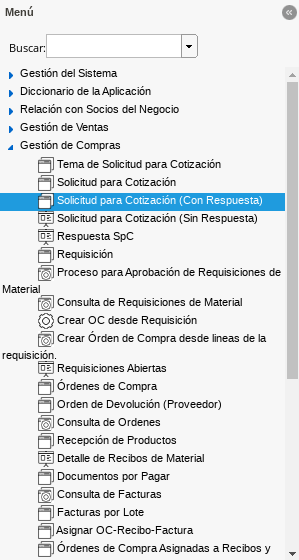 Menú
Buscar:
Gestión del Sistema
Diccionario de la Aplicación
Relación con Socios del Negocio
Gestión de Ventas
Gestión de Compras
Tema de Solicitud para Cotización
Solicitud para Cotización
Solicitud para Cotización (Con Respuesta)
Solicitud para Cotización (Sin Respuesta)
Respuesta SpC
Requisición
Proceso para Aprobación de Requisiciones de
Material
Consulta de Requisiciones de Material
Crear OC desde Requisición
Crear Órden de Compra desde lineas de la
requisición.
Requisiciones Abiertas
Órdenes de Compra
Orden de Devolución (Proveedor)
Consulta de Ordenes
Recepción de Productos
Detalle de Recibos de Material
Documentos por Pagar
Consulta de Facturas
Facturas por Lote
Asignar OC-Recibo-Factura
Órdenes de Compra Asignadas a Recibos y